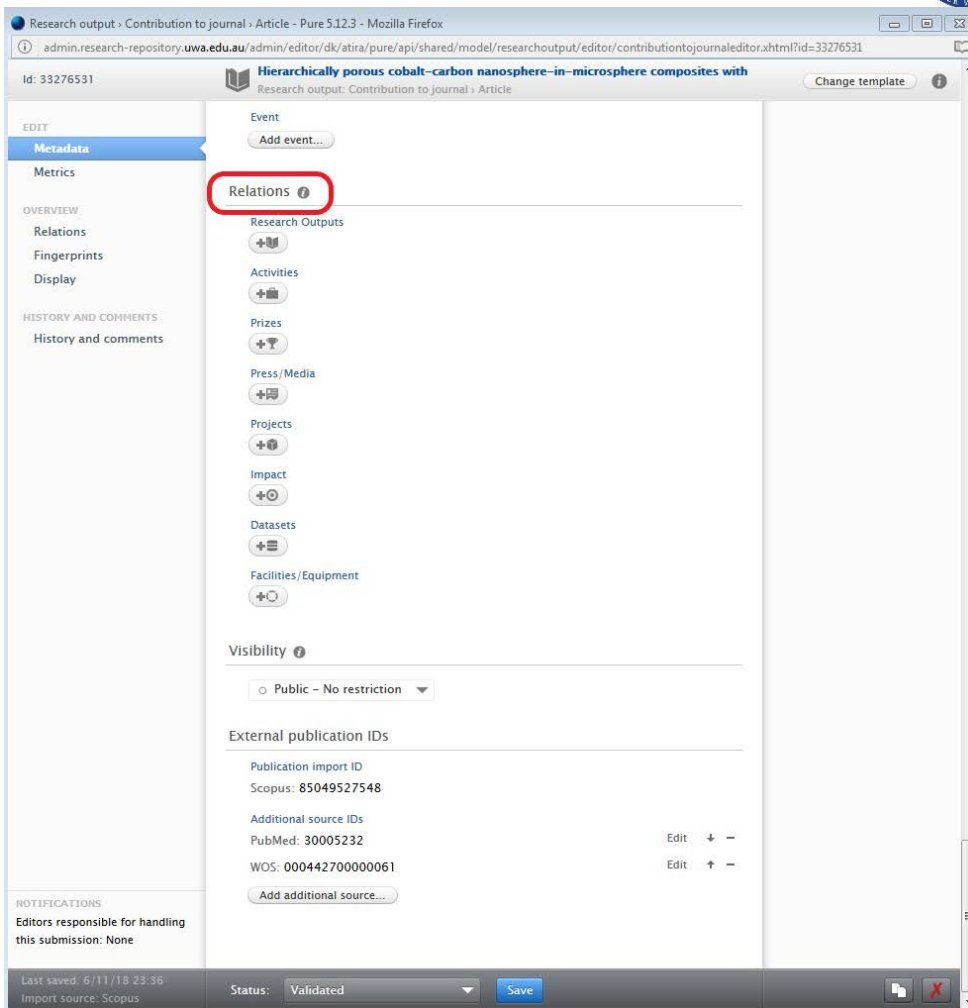 Research output › Contribution to journal › Article - Pure 5.12.3 - Mozilla Firefox
admin.research-repository.uwa.edu.au/admin/editor/dk/atira/pure/api/shared/model/researchoutput/editor/contributiontojournaleditor.xhtml?id=33276531
Id: 33276531
Hierarchically porous cobalt-carbon nanosphere-in-microsphere composites with
Research output: Contribution to journal › Article
Change template
EDIT
Metadata
Metrics
OVERVIEW
Relations
Fingerprints
Display
HISTORY AND COMMENTS
History and comments
Event
Add event...
Relations
Research Outputs
Activities
Prizes
Press/Media
Projects
Impact
Datasets
Facilities/Equipment
Visibility
Public - No restriction
External publication IDs
Publication import ID
Scopus: 85049527548
Additional source IDs
PubMed: 30005232 Edit
WOS: 000442700000061 Edit
Add additional source...
NOTIFICATIONS
Editors responsible for handling
this submission: None
Last saved: 6/11/18 23:36
Import source: Scopus
Status: Validated Save